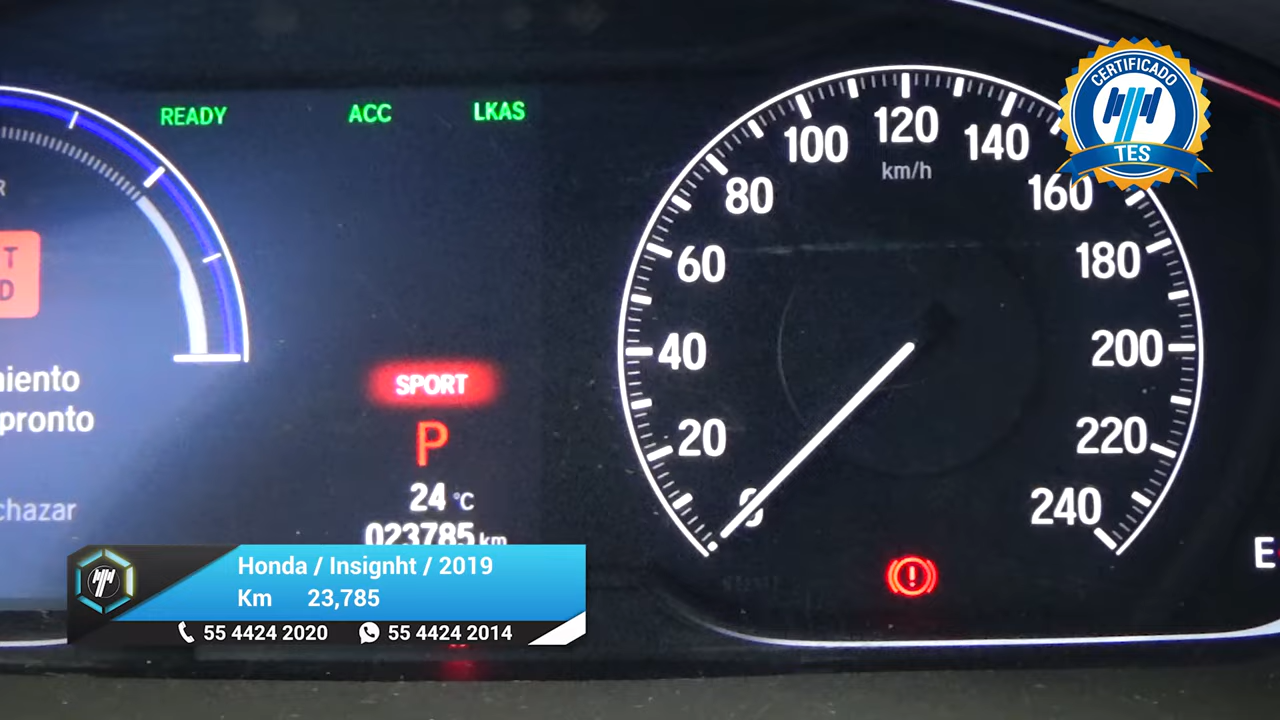 READY
ACC
LKAS
R
T
D
niento
pronto
chazar
SPORT
P
24 °C
023785 km
0
20
40
60
80
100
120
140
160
180
200
220
240
km/h
E
CERTIFICADO
TES
Honda / Insignht / 2019
Km 23,785
55 4424 2020 55 4424 2014